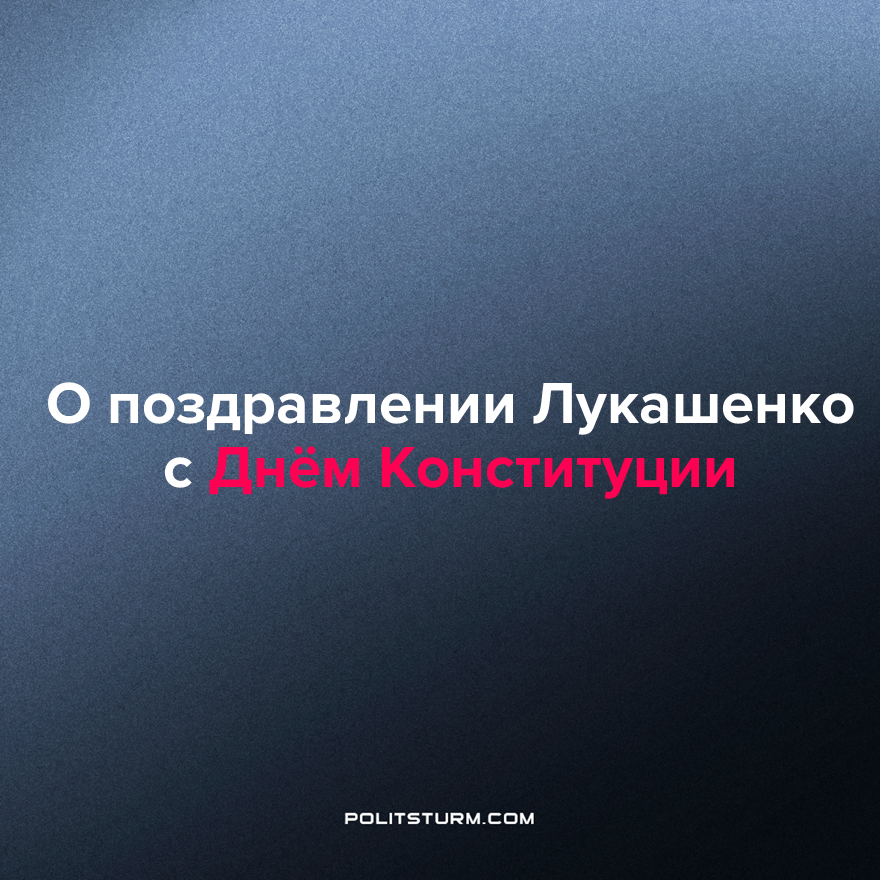 О поздравлении Лукашенко
с Днём Конституции
POLITSTURM.COM